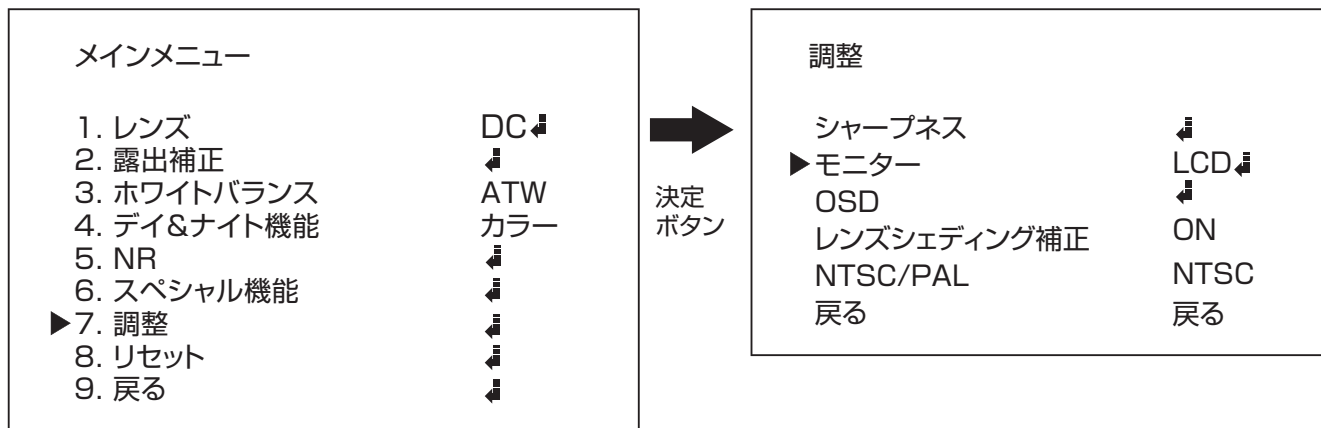 メインメニュー
1. レンズ DC↲
2. 露出補正 ↲
3. ホワイトバランス ATW
4. デイ&ナイト機能 カラー
5. NR ↲
6. スペシャル機能 ↲
▶7. 調整 ↲
8. リセット ↲
9. 戻る ↲
決定
ボタン
調整
シャープネス ↲
▶モニター LCD↲
OSD ↲
レンズシェディング補正 ON
NTSC/PAL NTSC
戻る 戻る